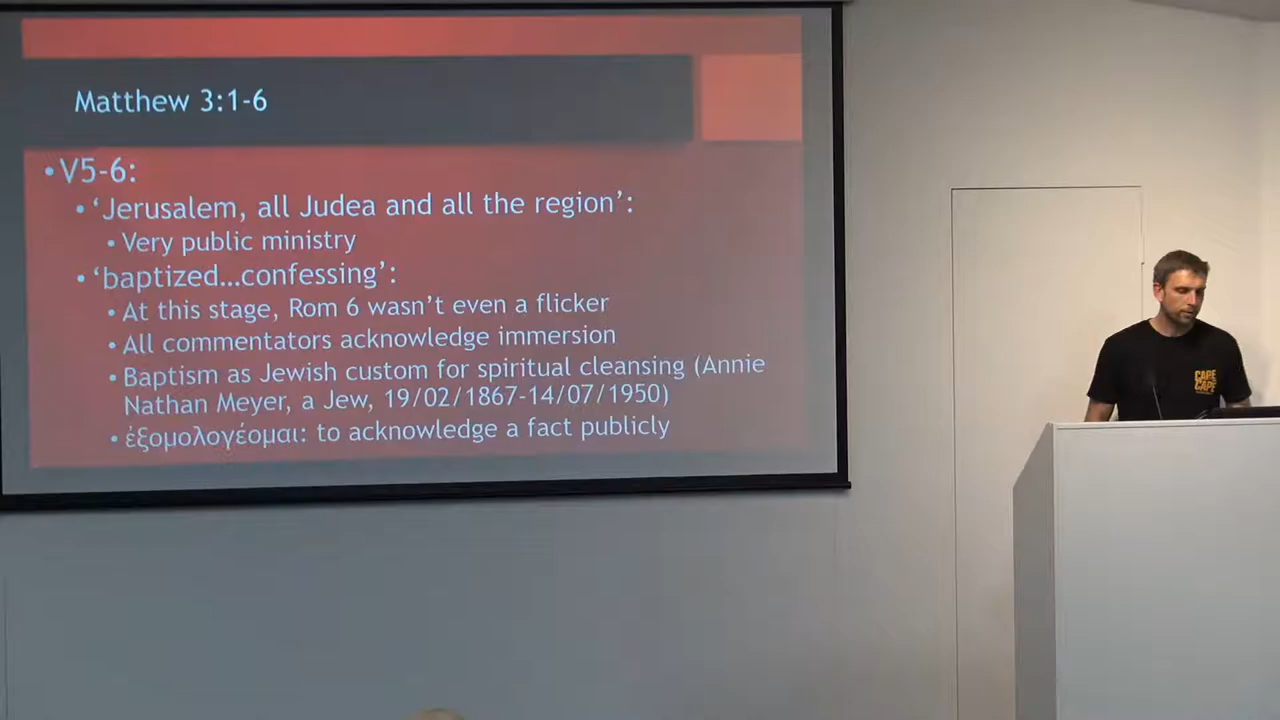 Matthew 3:1-6
•V5-6:
•‘Jerusalem, all Judea and all the region’:
•Very public ministry
•‘baptized…confessing’:
•At this stage, Rom 6 wasn’t even a flicker
•All commentators acknowledge immersion
•Baptism as Jewish custom for spiritual cleansing (Annie
Nathan Meyer, a Jew, 19/02/1867-14/07/1950)
•ἐξομολογέομαι: to acknowledge a fact publicly
CAPE
CAPE